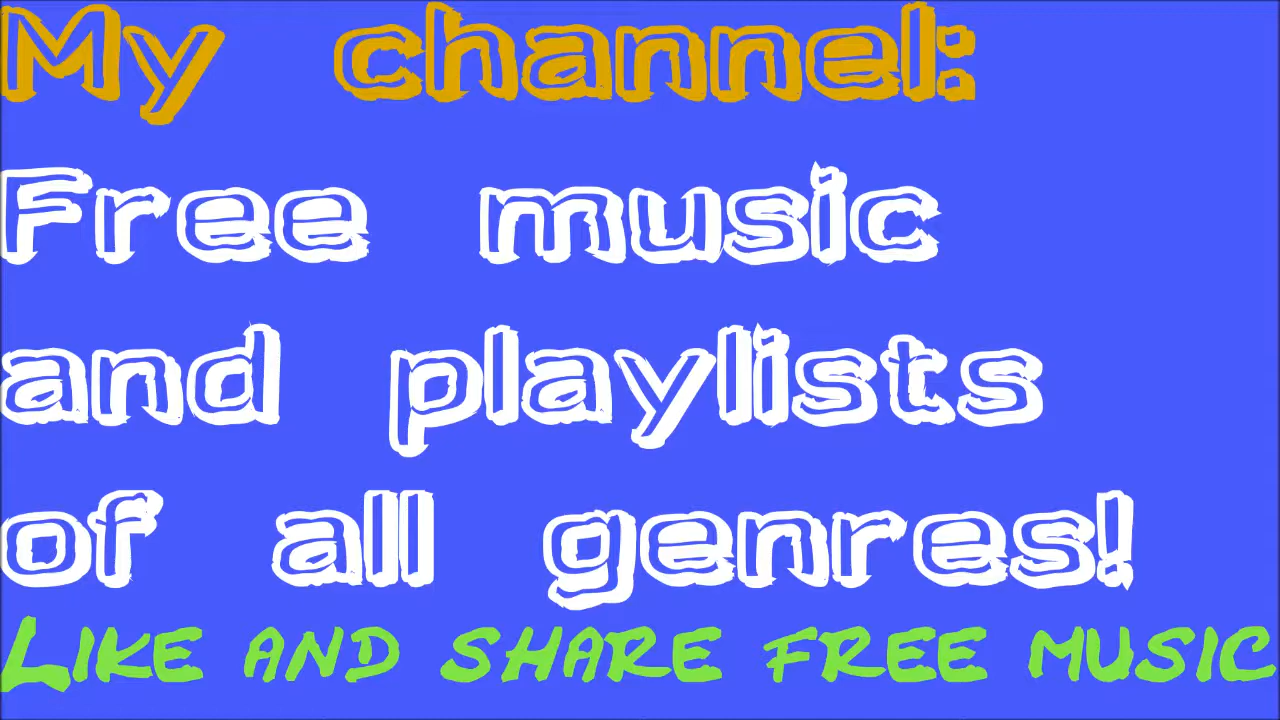 My channel:
Free music
and playlists
of all genres!
LIKE AND SHARE FREE MUSIC